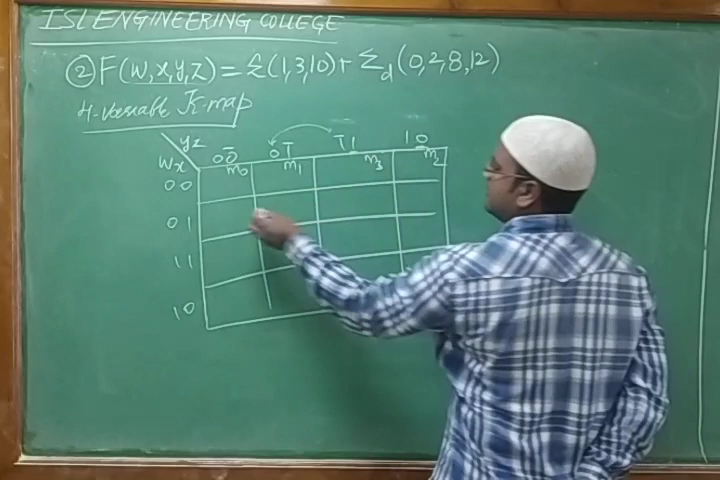 ISL ENGINEERING COLLEGE
② F(W,X,Y,Z) = Σ(1,3,10) + Σd(0,2,8,12)
4-Variable K-map
YZ
WX
00 01 11 10
m0 m1 m3 m2
00
01
11
10